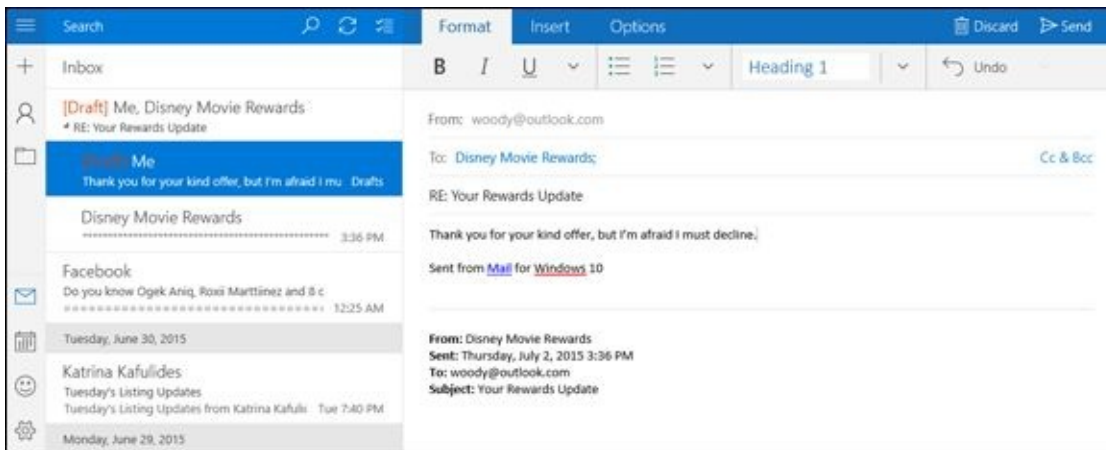 Search
Format Insert Options
Discard Send
Inbox
B I U
Heading 1
Undo
[Draft] Me, Disney Movie Rewards
RE: Your Rewards Update
[Draft] Me
Thank you for your kind offer, but I'm afraid I mu Drafts
Disney Movie Rewards
3:36 PM
Facebook
Do you know Ogek Aniq, Roxii Marttiinez and 8 c
12:25 AM
Tuesday, June 30, 2015
Katrina Kafulides
Tuesday's Listing Updates
Tuesday's Listing Updates from Katrina Kafuli Tue 7:40 PM
Monday, June 29, 2015
From: woody@outlook.com
To: Disney Movie Rewards; Cc & Bcc
RE: Your Rewards Update
Thank you for your kind offer, but I'm afraid I must decline.
Sent from Mail for Windows 10
From: Disney Movie Rewards
Sent: Thursday, July 2, 2015 3:36 PM
To: woody@outlook.com
Subject: Your Rewards Update